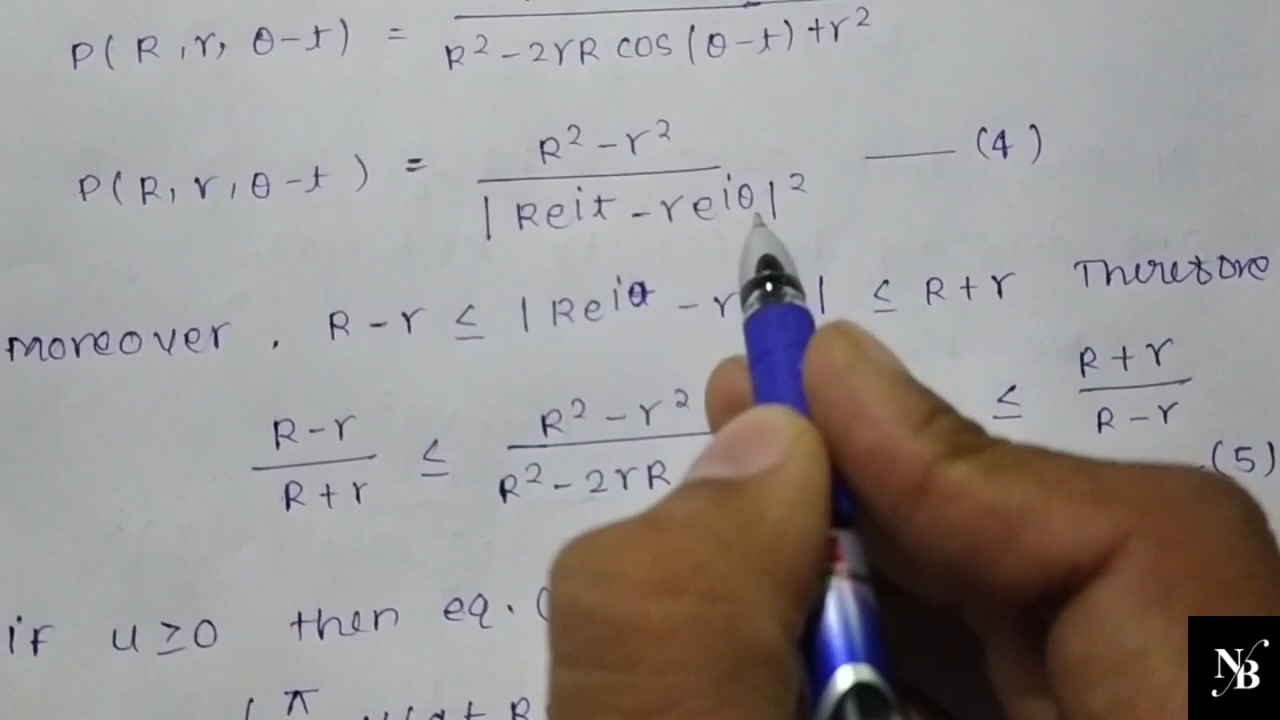 P(R, r, θ-t) = / R² - 2rR cos(θ-t) + r²
P(R, r, θ-t) = R² - r² / |Reit - reiθ|² —— (4)
moreover, R-r ≤ |Reiθ - r | ≤ R+r Therefore
R-r / R+r ≤ R² - r² / R² - 2rR ≤ R+r / R-r
(5)
if u ≥ 0 then eq. (
π
NB